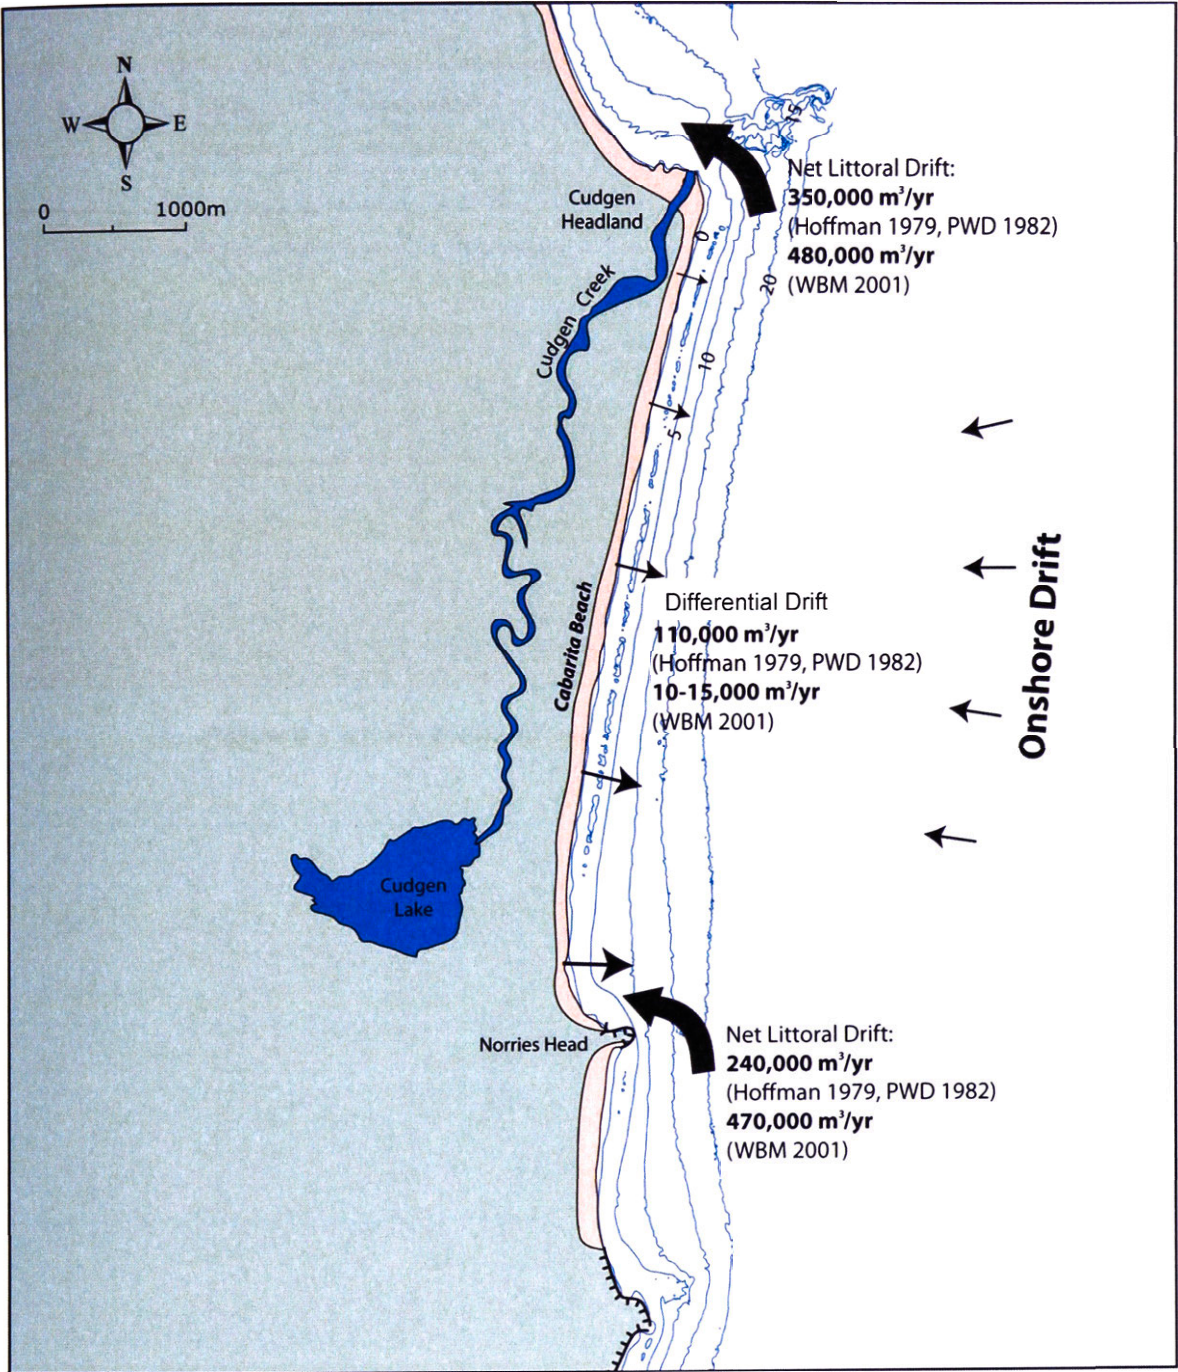 N
W
E
S
0
1000m
Cudgen
Headland
Cudgen Creek
Net Littoral Drift:
350,000 m³/yr
(Hoffman 1979, PWD 1982)
480,000 m³/yr
(WBM 2001)
15
0
20
10
5
Cabarita Beach
Differential Drift
110,000 m³/yr
(Hoffman 1979, PWD 1982)
10-15,000 m³/yr
(WBM 2001)
Onshore Drift
Cudgen
Lake
Norries Head
Net Littoral Drift:
240,000 m³/yr
(Hoffman 1979, PWD 1982)
470,000 m³/yr
(WBM 2001)